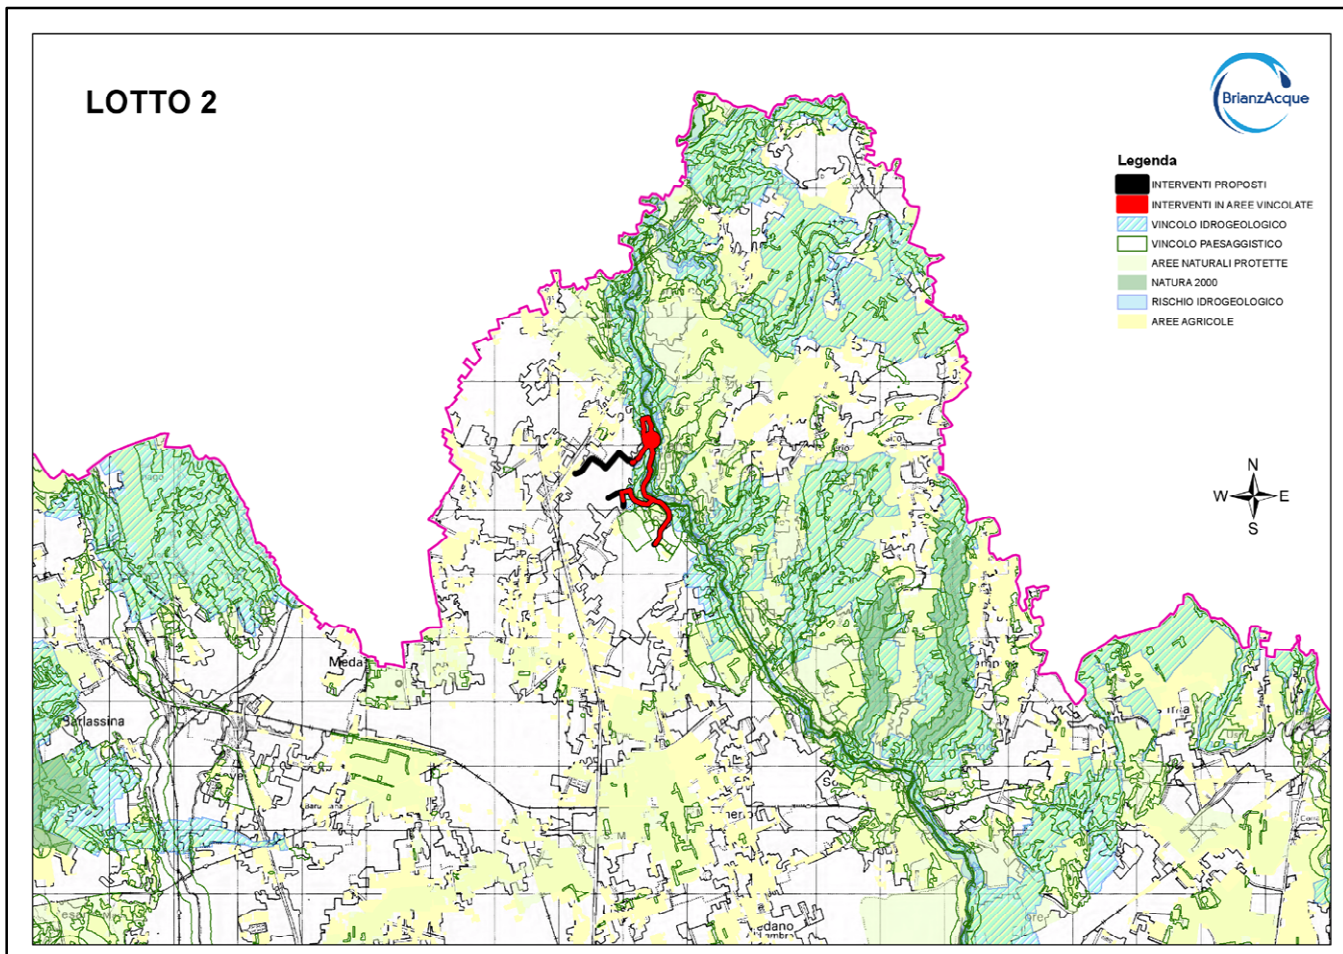 LOTTO 2
BrianzAcque
Legenda
INTERVENTI PROPOSTI
INTERVENTI IN AREE VINCOLATE
VINCOLO IDROGEOLOGICO
VINCOLO PAESAGGISTICO
AREE NATURALI PROTETTE
NATURA 2000
RISCHIO IDROGEOLOGICO
AREE AGRICOLE
N
W
E
S
Meda
Barlassina